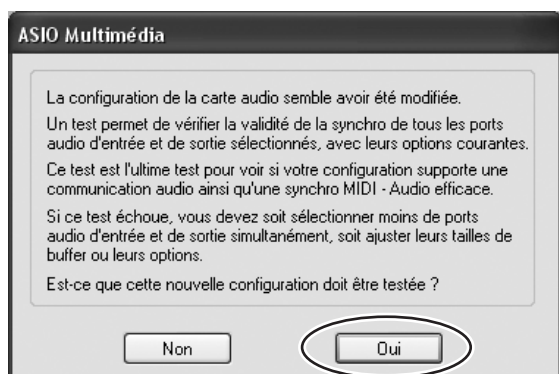 ASIO Multimédia
La configuration de la carte audio semble avoir été modifiée.
Un test permet de vérifier la validité de la synchro de tous les ports
audio d'entrée et de sortie sélectionnés, avec leurs options courantes.
Ce test est l'ultime test pour voir si votre configuration supporte une
communication audio ainsi qu'une synchro MIDI - Audio efficace.
Si ce test échoue, vous devez soit sélectionner moins de ports
audio d'entrée et de sortie simultanément, soit ajuster leurs tailles de
buffer ou leurs options.
Est-ce que cette nouvelle configuration doit être testée ?
Non Oui